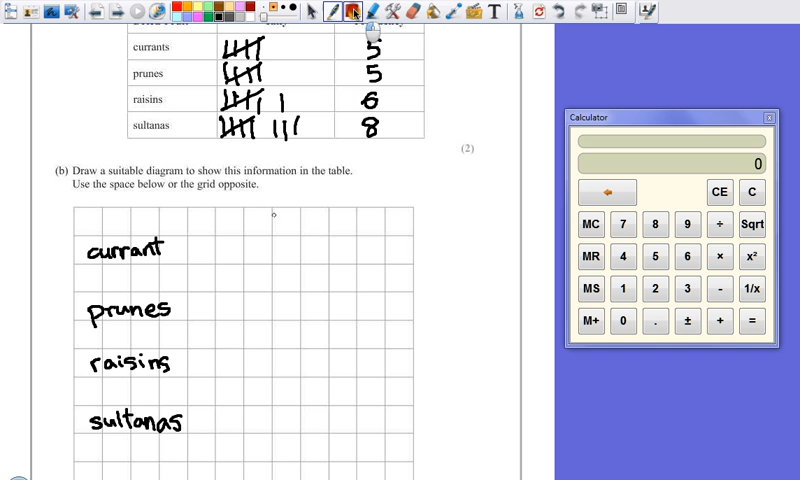 currants 5
prunes 5
raisins 6
sultanas 8
(2)
(b) Draw a suitable diagram to show this information in the table.
Use the space below or the grid opposite.
currant
prunes
raisins
sultanas
T
Calculator
0
CE C
MC 7 8 9 ÷ Sqrt
MR 4 5 6 × x²
MS 1 2 3 - 1/x
M+ 0 . ± + =